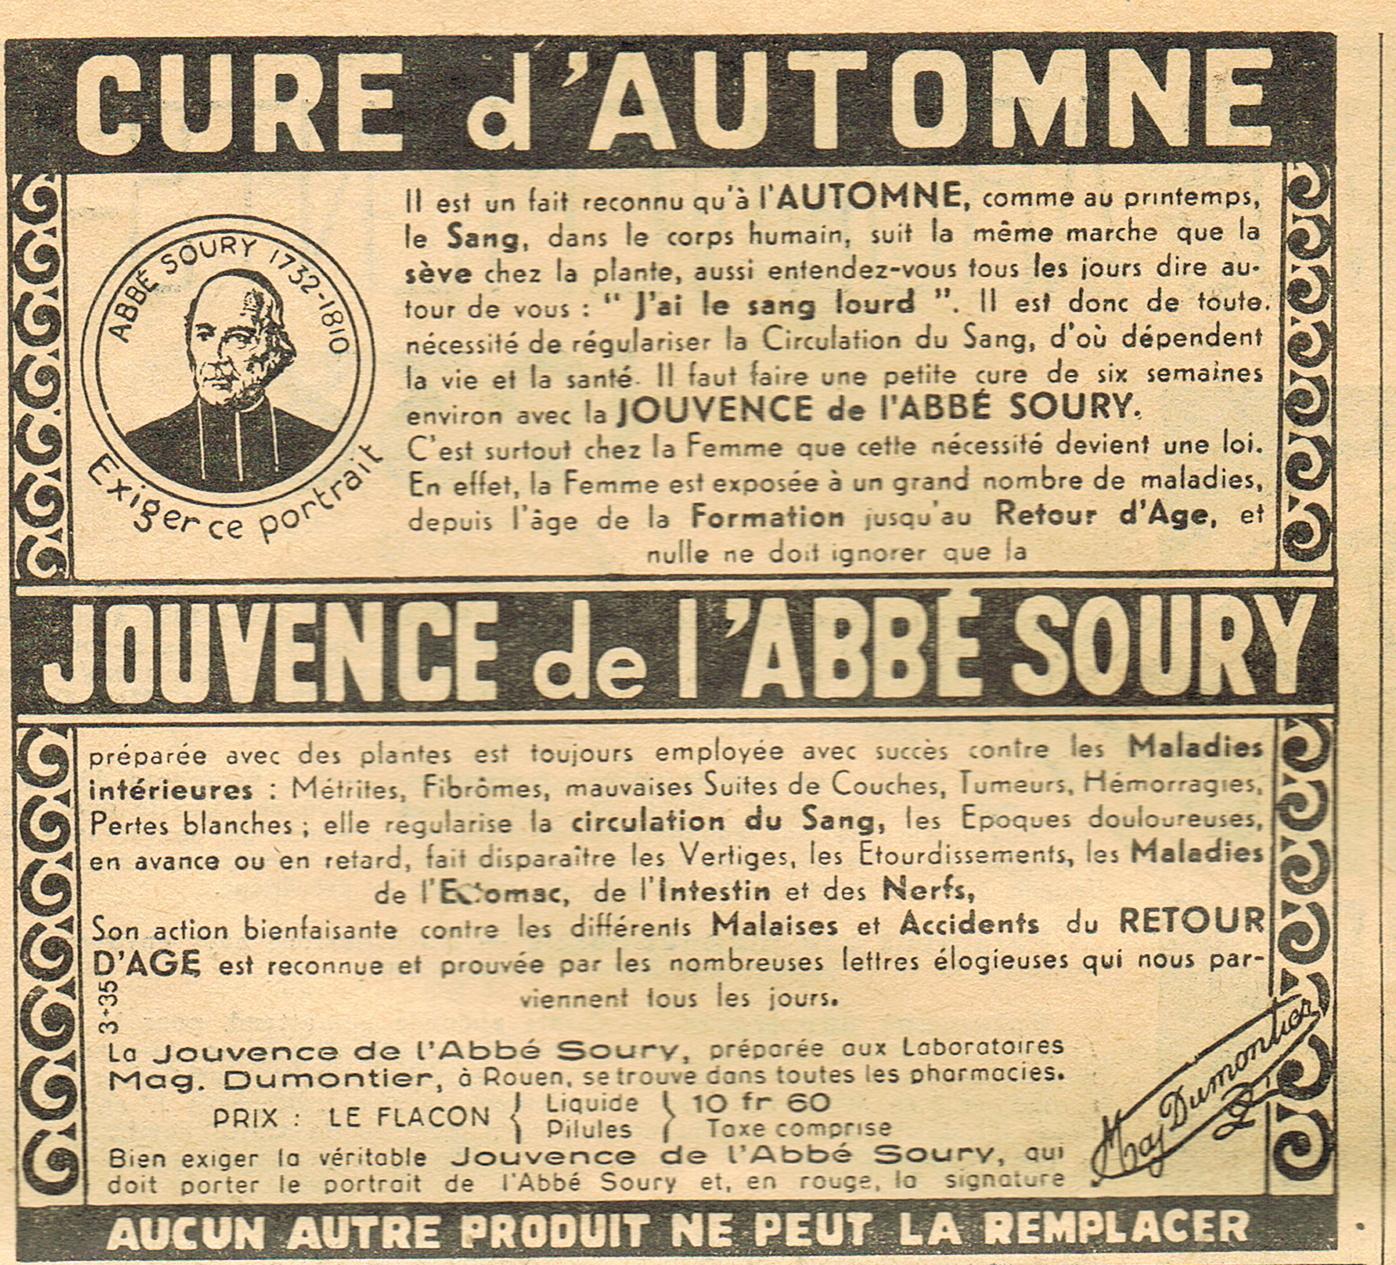 CURE d'AUTOMNE
ABBÉ SOURY 1732-1810
Exiger ce portrait
Il est un fait reconnu qu'à l'AUTOMNE, comme au printemps,
le Sang, dans le corps humain, suit la même marche que la
sève chez la plante, aussi entendez-vous tous les jours dire au-
tour de vous : " J'ai le sang lourd ". Il est donc de toute.
nécessité de régulariser la Circulation du Sang, d'où dépendent
la vie et la santé. Il faut faire une petite cure de six semaines
environ avec la JOUVENCE de l'ABBÉ SOURY.
C'est surtout chez la Femme que cette nécessité devient une loi.
En effet, la Femme est exposée à un grand nombre de maladies,
depuis l'âge de la Formation jusqu'au Retour d'Age, et
nulle ne doit ignorer que la
JOUVENCE de l'ABBÉ SOURY
préparée avec des plantes est toujours employée avec succès contre les Maladies
intérieures : Métrites, Fibrômes, mauvaises Suites de Couches, Tumeurs, Hémorragies,
Pertes blanches ; elle regularise la circulation du Sang, les Epoques douloureuses,
en avance ou en retard, fait disparaître les Vertiges, les Etourdissements, les Maladies
de l'Estomac, de l'Intestin et des Nerfs,
Son action bienfaisante contre les différents Malaises et Accidents du RETOUR
D'AGE est reconnue et prouvée par les nombreuses lettres élogieuses qui nous par-
viennent tous les jours.
3-35
La Jouvence de l'Abbé Soury, préparée aux Laboratoires
Mag. Dumontier, à Rouen, se trouve dans toutes les pharmacies.
PRIX : LE FLACON { Liquide } 10 fr 60
{ Pilules } Taxe comprise
Bien exiger la véritable Jouvence de l'Abbé Soury, qui
doit porter le portrait de l'Abbé Soury et, en rouge, la signature
Mag Dumontier
AUCUN AUTRE PRODUIT NE PEUT LA REMPLACER